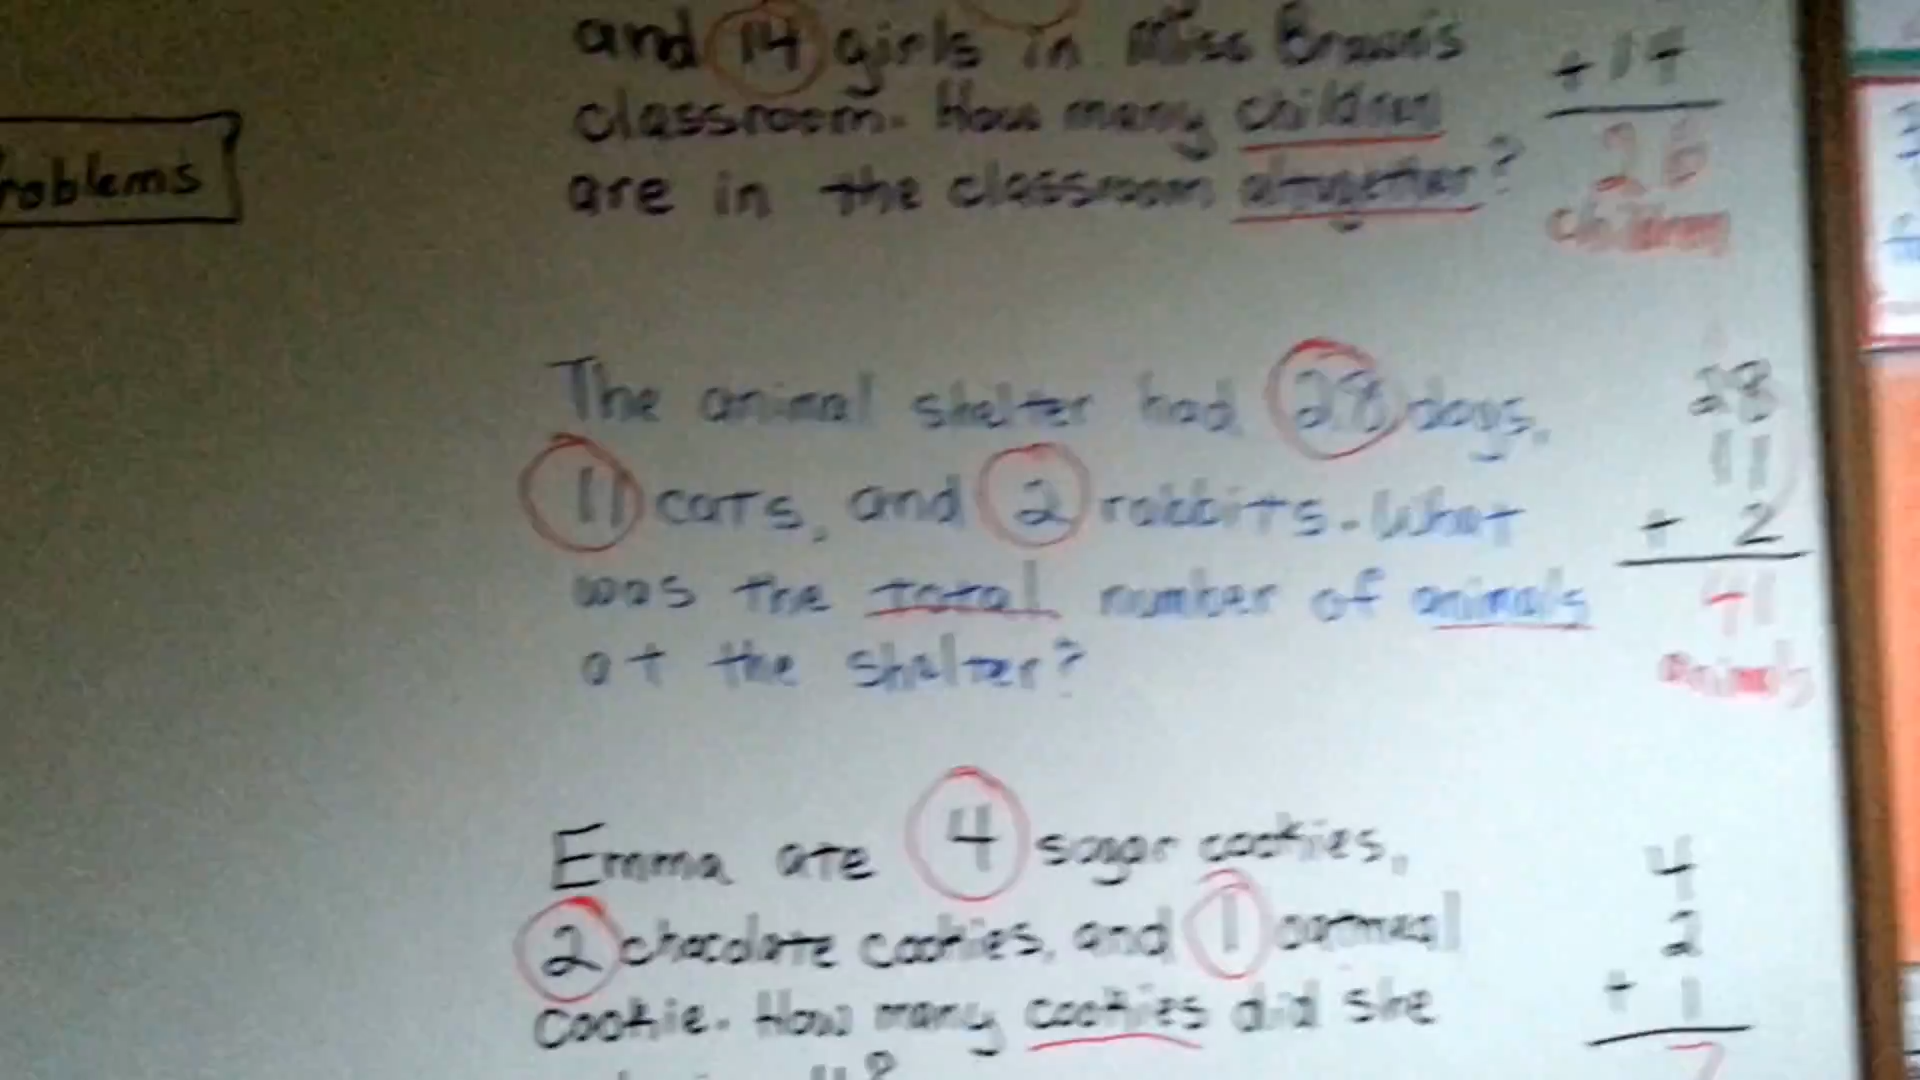 and 14 girls in Miss Brown's
classroom. How many children
are in the classroom altogether?
+14
26
children
roblems
The animal shelter had 28 dogs,
11 cats, and 2 rabbits. What
was the total number of animals
at the shelter?
28
11
+ 2
41
animals
Emma ate 4 sugar cookies,
2 chocolate cookies, and 1 oatmeal
cookie. How many cookies did she
4
2
+ 1
7